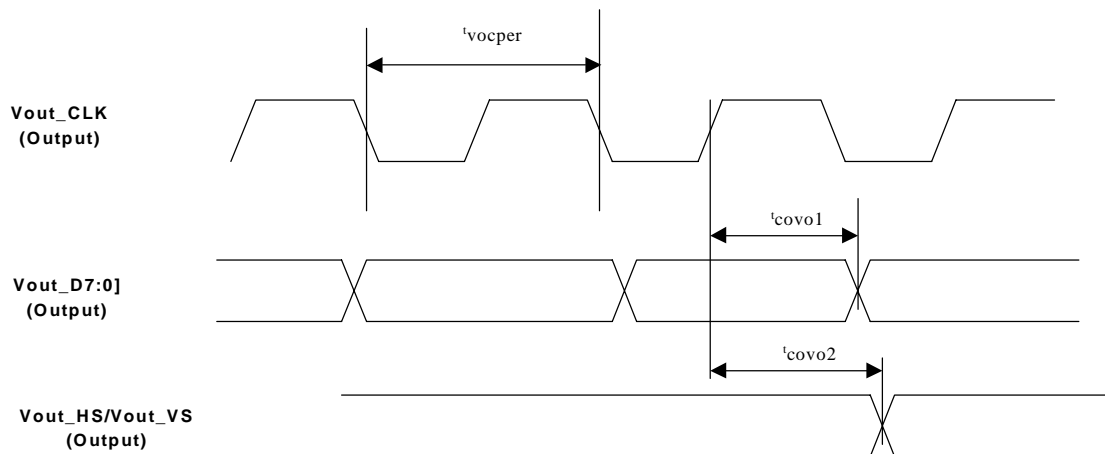 tvocper
Vout_CLK
(Output)
tcovo1
Vout_D7:0]
(Output)
tcovo2
Vout_HS/Vout_VS
(Output)